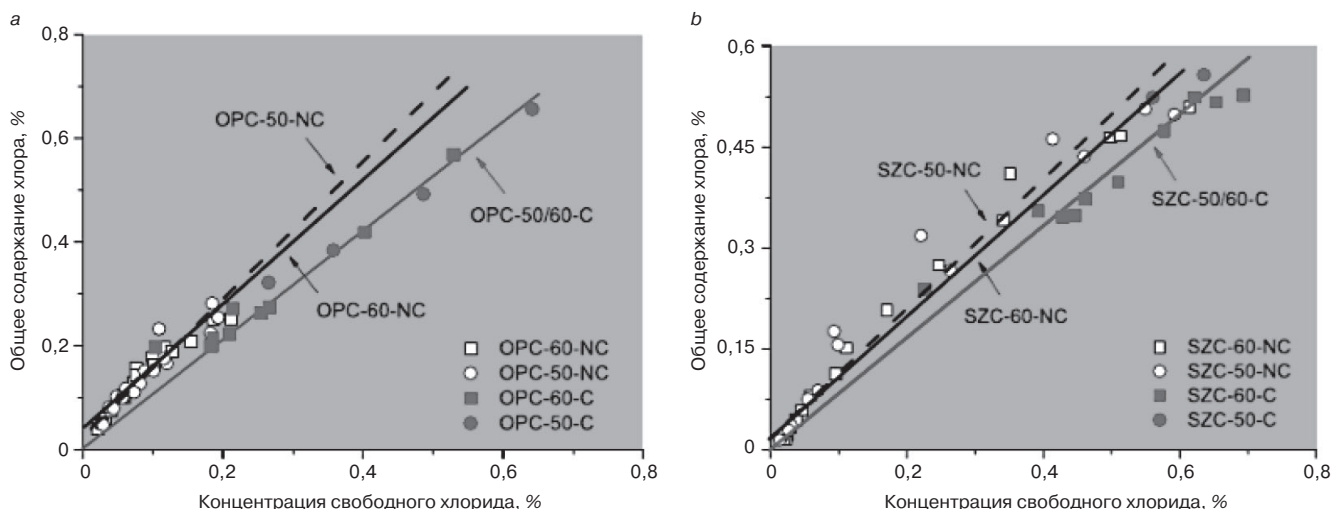 a
Общее содержание хлора, %
0,8
0,6
0,4
0,2
0
0
0,2
0,4
0,6
0,8
Концентрация свободного хлорида, %
OPC-50-NC
OPC-50/60-C
OPC-60-NC
OPC-60-NC
OPC-50-NC
OPC-60-C
OPC-50-C
b
Общее содержание хлора, %
0,6
0,45
0,3
0,15
0
0
0,2
0,4
0,6
0,8
Концентрация свободного хлорида, %
SZC-50-NC
SZC-50/60-C
SZC-60-NC
SZC-60-NC
SZC-50-NC
SZC-60-C
SZC-50-C